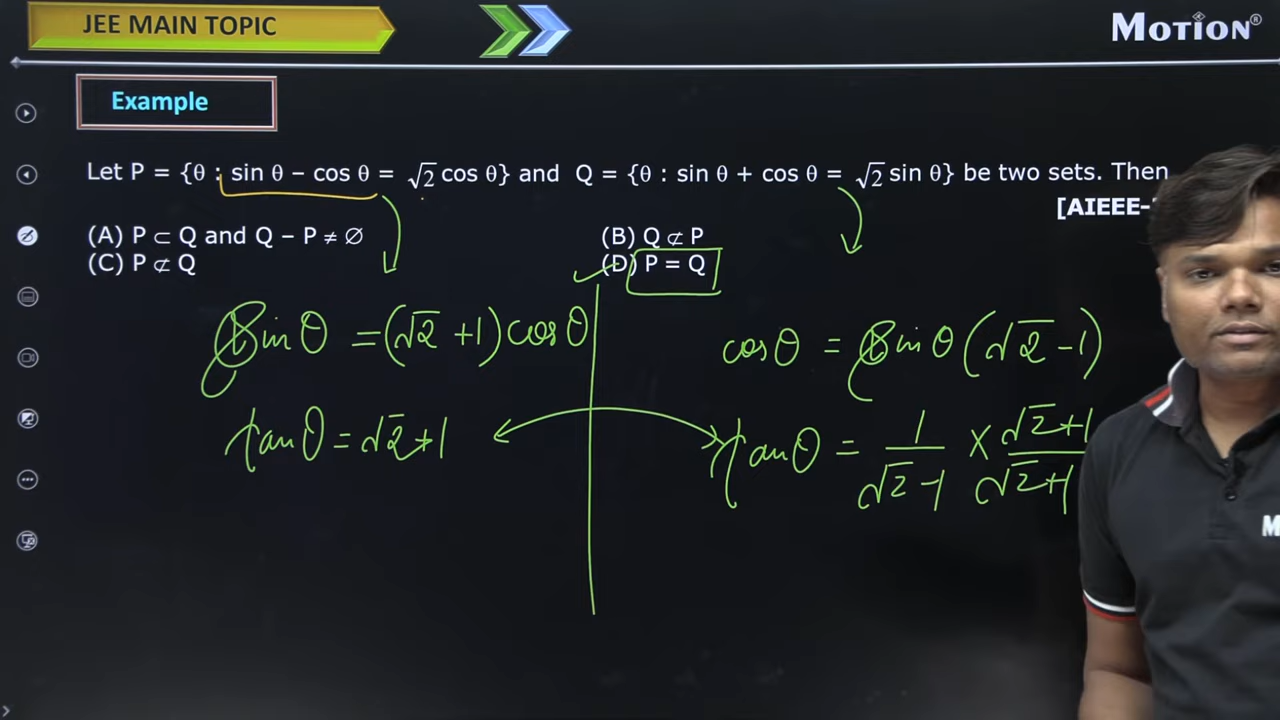 JEE MAIN TOPIC
MOTION®
Example
Let P = {θ : sin θ − cos θ = √2 cos θ} and Q = {θ : sin θ + cos θ = √2 sin θ} be two sets. Then
[AIEEE-
(A) P ⊂ Q and Q − P ≠ ∅ (B) Q ⊄ P
(C) P ⊄ Q (D) P = Q
sin θ = (√2 + 1) cos θ
cos θ = sin θ (√2 − 1)
tan θ = √2 + 1
tan θ = 1/(√2 − 1) × (√2 + 1)/(√2 + 1)
M